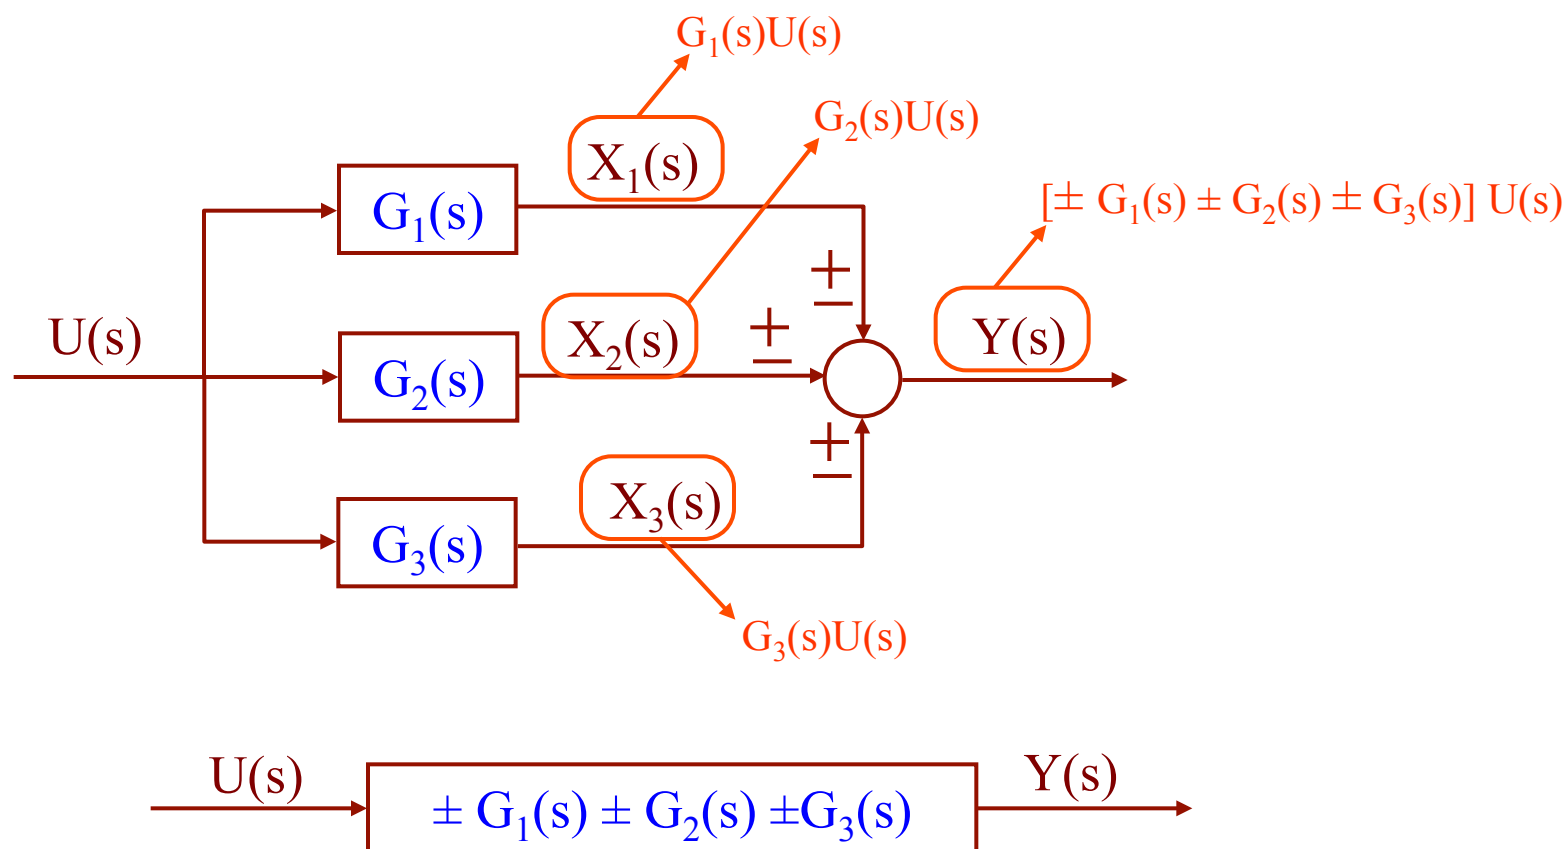 G₁(s)U(s)
G₂(s)U(s)
X₁(s)
[± G₁(s) ± G₂(s) ± G₃(s)] U(s)
G₁(s)
±
±
U(s)
X₂(s)
Y(s)
G₂(s)
±
X₃(s)
G₃(s)
G₃(s)U(s)
U(s)
Y(s)
± G₁(s) ± G₂(s) ±G₃(s)